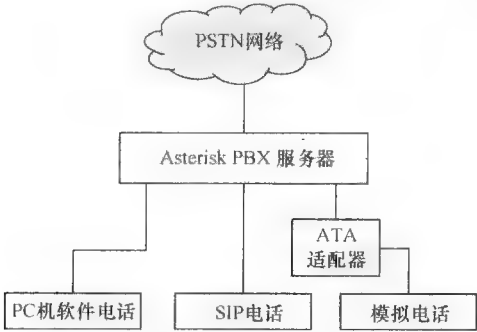 PSTN网络
Asterisk PBX 服务器
ATA
适配器
PC机软件电话
SIP电话
模拟电话